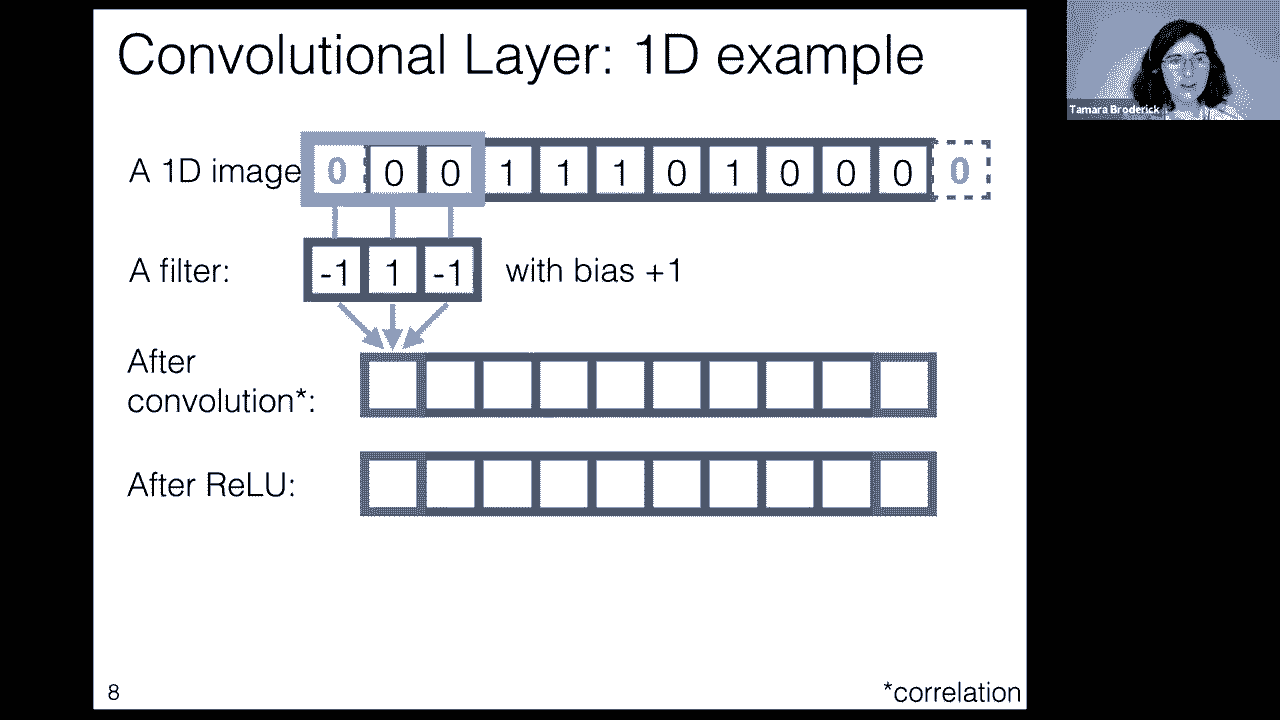 Convolutional Layer: 1D example
Tamara Broderick
A 1D image 0 0 0 1 1 1 0 1 0 0 0 0
A filter: -1 1 -1 with bias +1
After
convolution*:
After ReLU:
8
*correlation